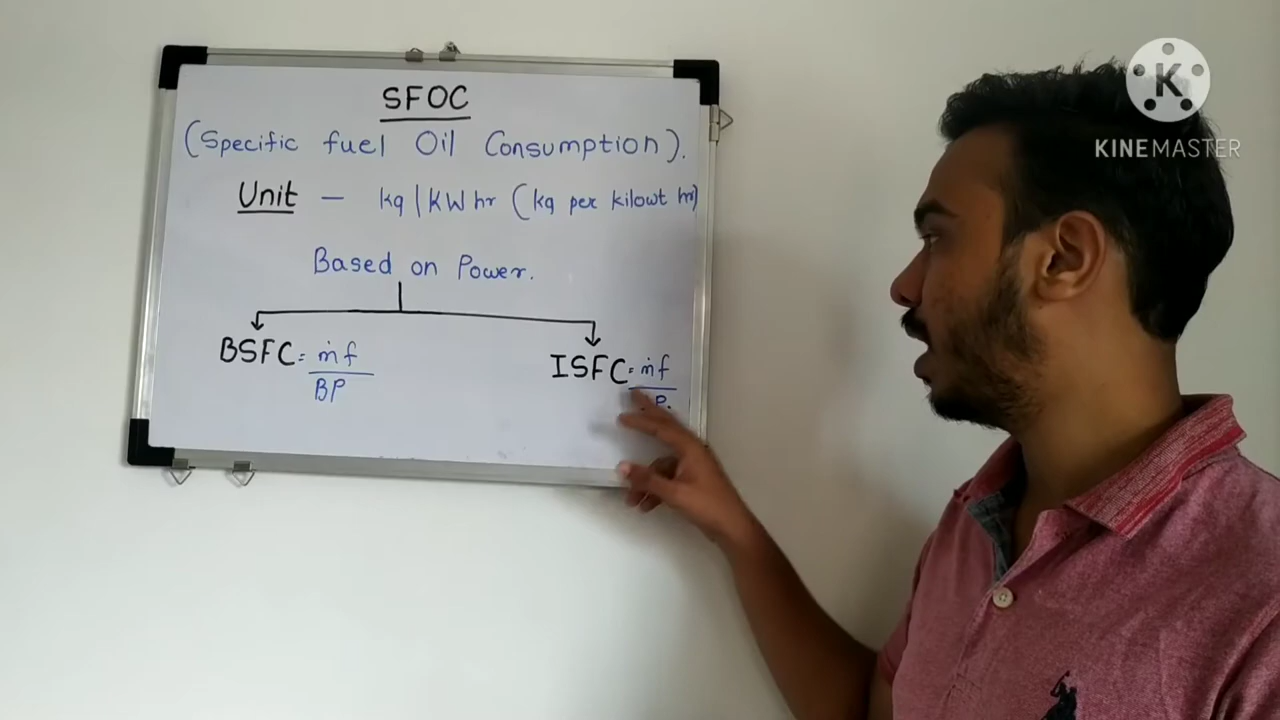 SFOC
(Specific fuel Oil Consumption).
Unit — kg/KW hr (kg per kilowt hr)
Based on Power.
BSFC = ṁf
BP
ISFC = ṁf
P.
K
KINEMASTER